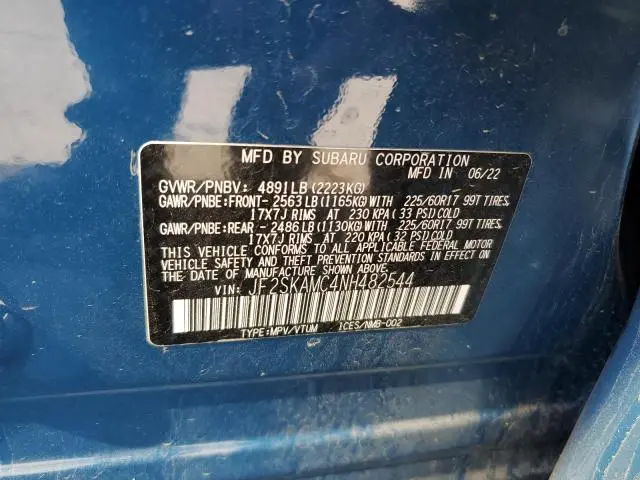 MFD BY SUBARU CORPORATION
MFD IN 06/22
GVWR/PNBV: 4891LB (2223KG)
GAWR/PNBE:FRONT- 2563LB (1165KG) WITH 225/60R17 99T TIRES,
17X7J RIMS AT 230 KPA (33 PSI) COLD
GAWR/PNBE:REAR - 2486LB (1130KG) WITH 225/60R17 99T TIRES,
17X7J RIMS AT 220 KPA (32 PSI) COLD
THIS VEHICLE CONFORMS TO ALL APPLICABLE FEDERAL MOTOR
VEHICLE SAFETY AND THEFT PREVENTION STANDARDS IN EFFECT ON
THE DATE OF MANUFACTURE SHOWN ABOVE.
VIN: JF2SKAMC4NH482544
TYPE:MPV/VTUM ICES/NMB-002